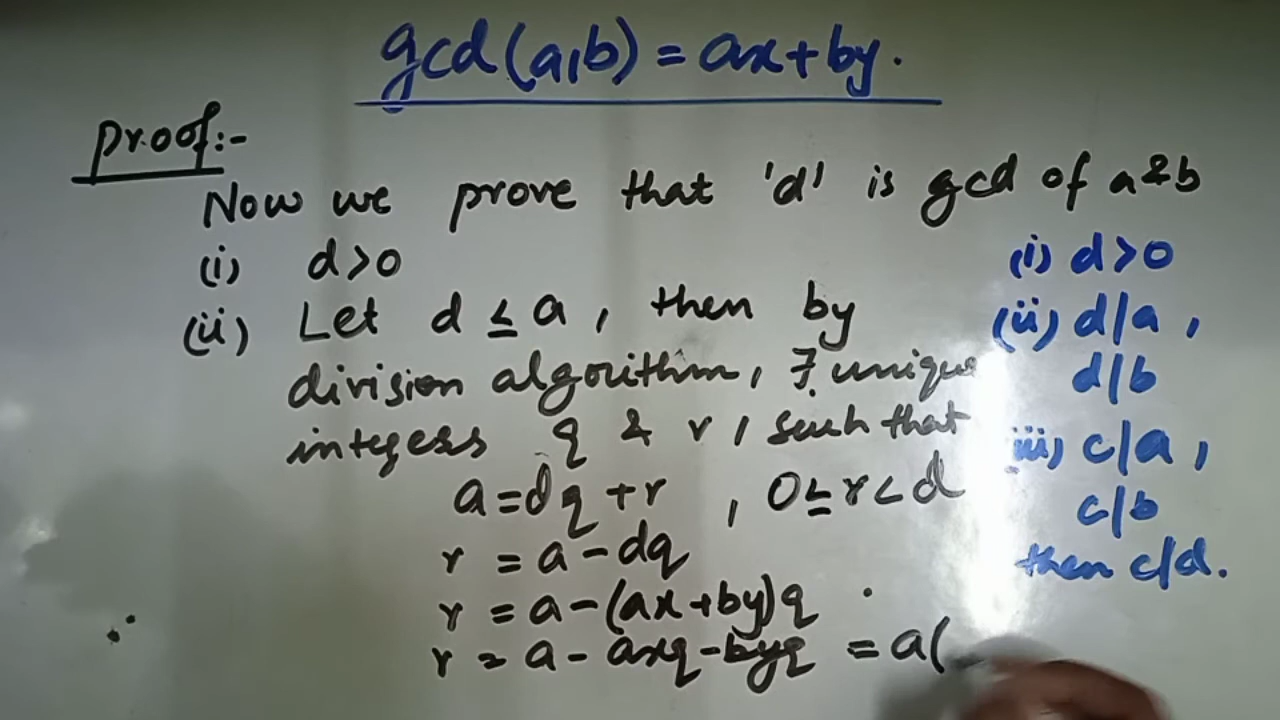 gcd(a,b) = ax+by.
Proof:-
Now we prove that 'd' is gcd of a & b
(i) d>0
(ii) Let d ≤ a, then by
division algorithm, ∃ unique
integers q & r, such that
a = dq + r , 0≤r<d
r = a - dq
r = a - (ax+by)q
r = a - axq - byq = a(
(i) d>0
(ii) d/a ,
d/b
iii) c/a ,
c/b
then c/d.